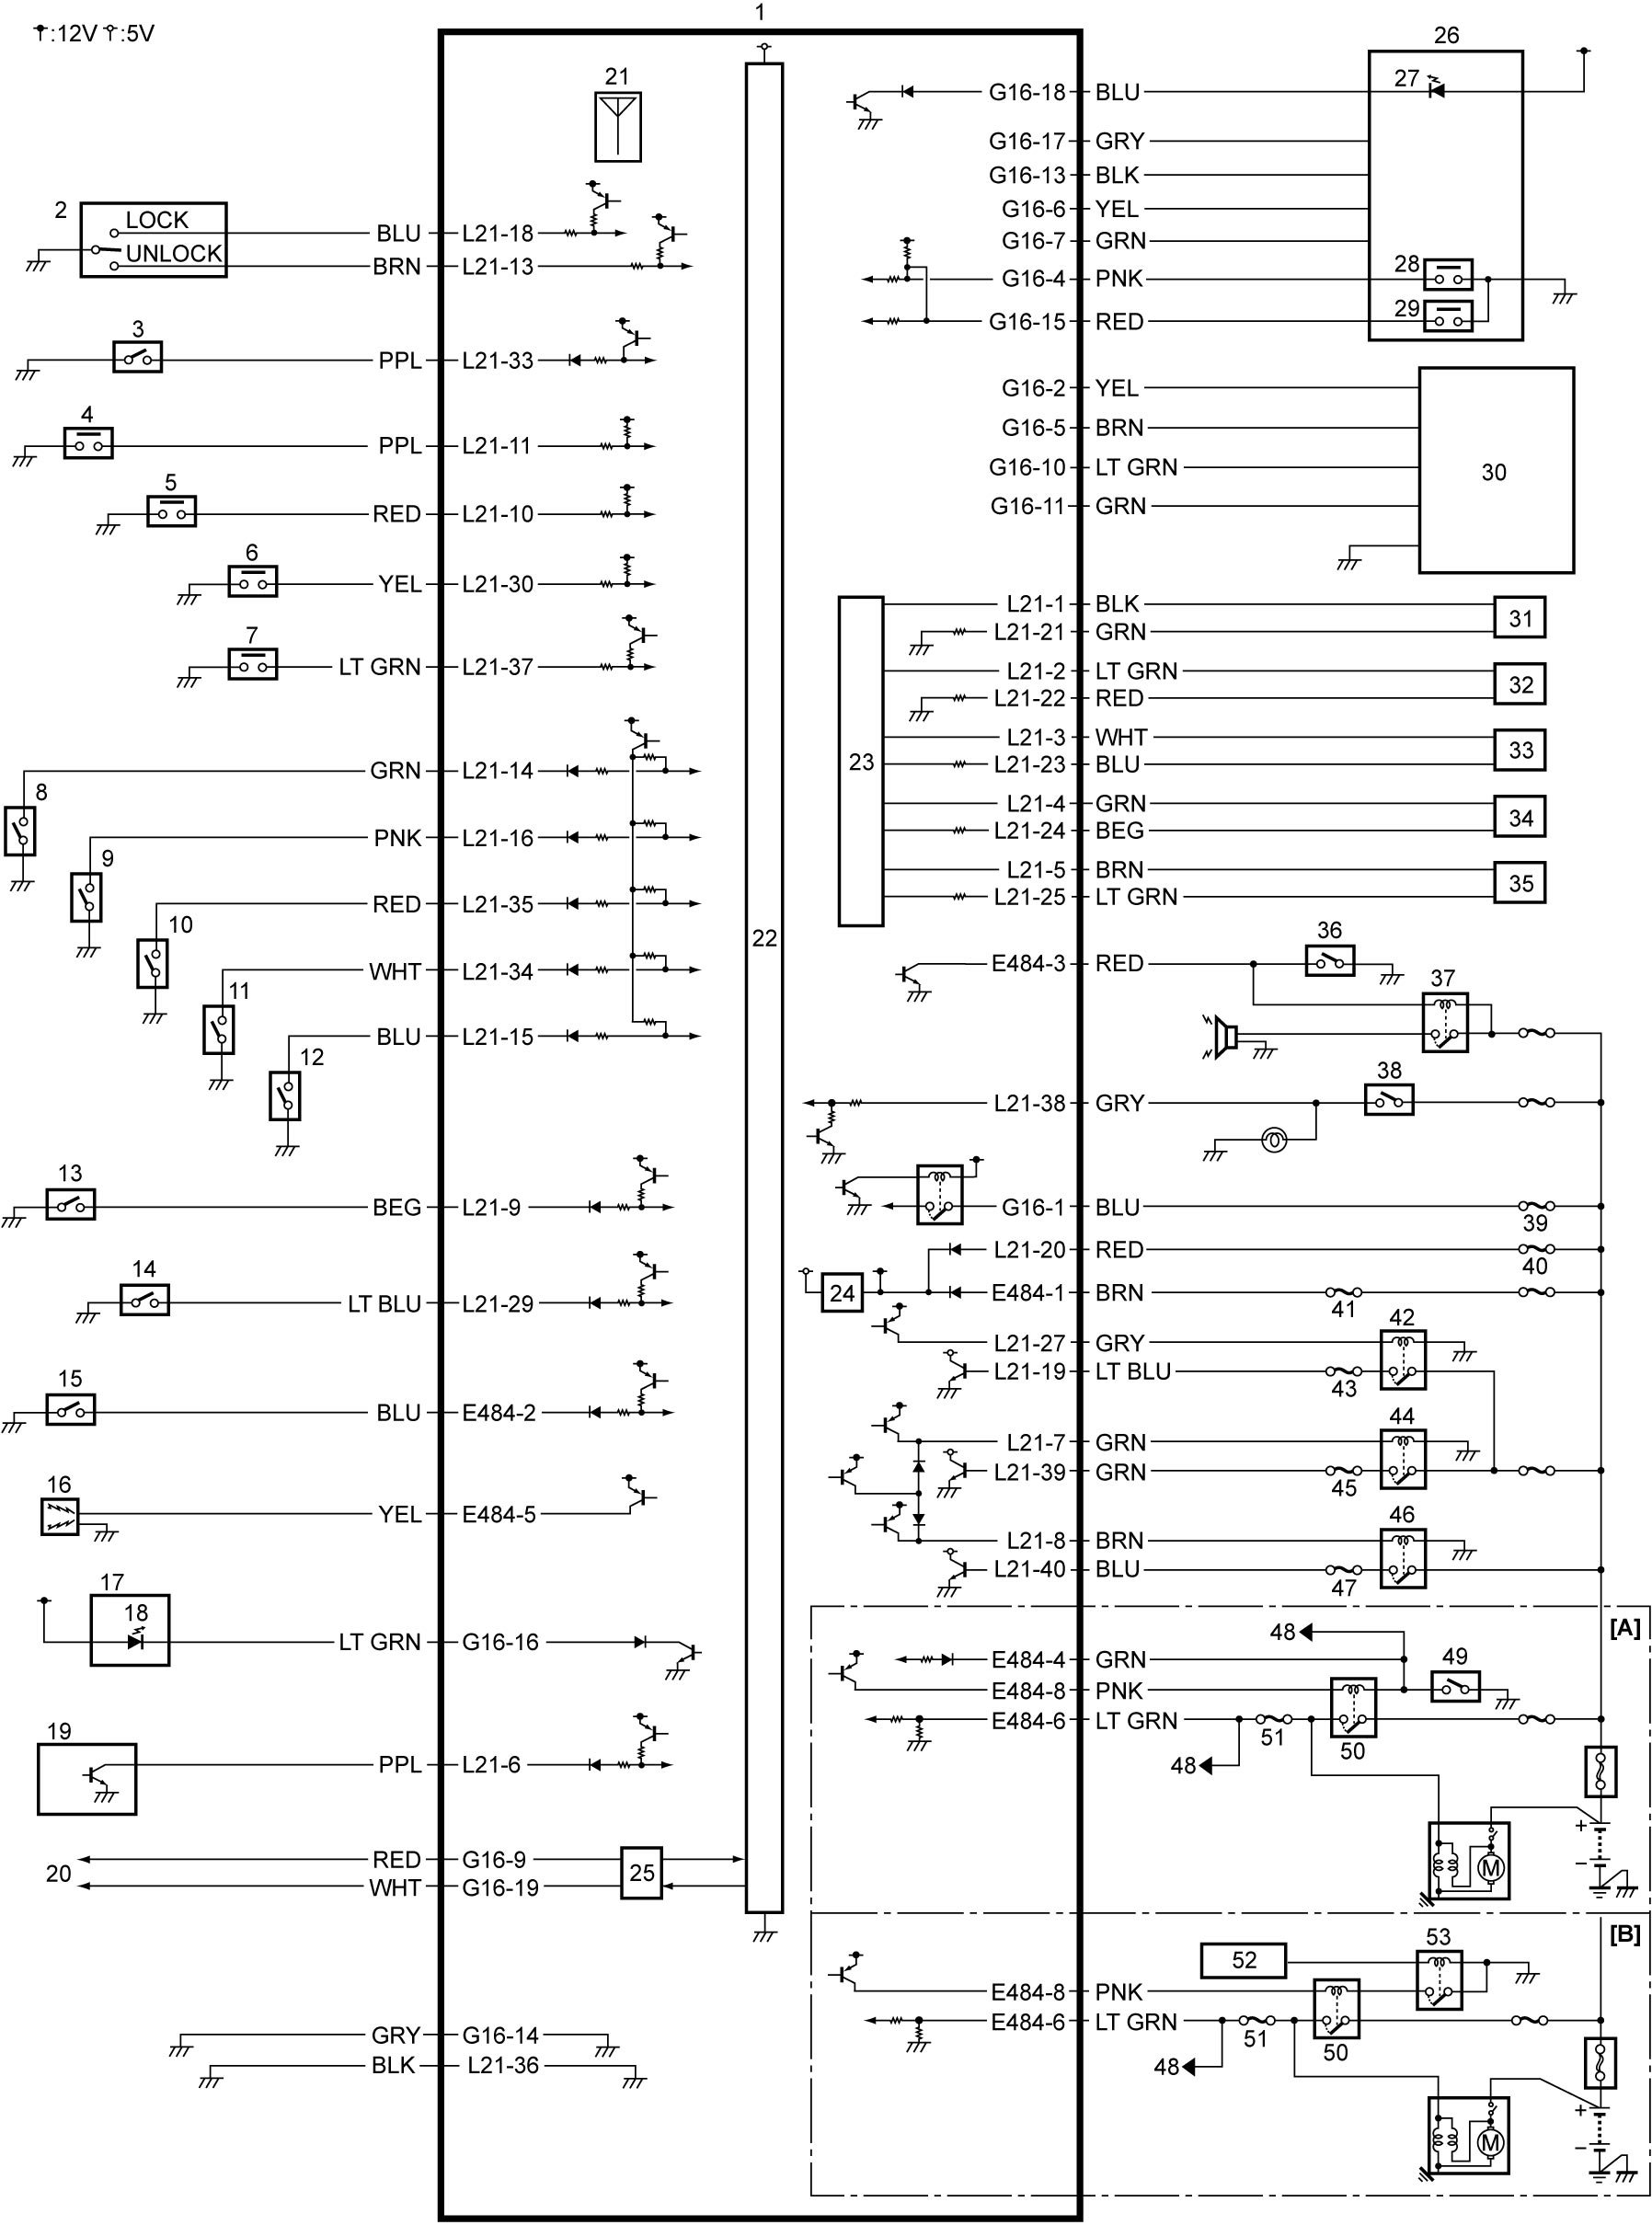 1
:12V :5V
21
2
LOCK
UNLOCK
BLU L21-18
BRN L21-13
3
PPL L21-33
4
PPL L21-11
5
RED L21-10
6
YEL L21-30
7
LT GRN L21-37
GRN L21-14
8
PNK L21-16
9
RED L21-35
10
WHT L21-34
11
BLU L21-15
12
13
BEG L21-9
14
LT BLU L21-29
15
BLU E484-2
16
YEL E484-5
17
18
LT GRN G16-16
19
PPL L21-6
20
RED G16-9
WHT G16-19
25
GRY G16-14
BLK L21-36
22
26
27
G16-18 BLU
G16-17 GRY
G16-13 BLK
G16-6 YEL
G16-7 GRN
28
G16-4 PNK
29
G16-15 RED
G16-2 YEL
G16-5 BRN
G16-10 LT GRN
30
G16-11 GRN
23
L21-1 BLK
31
L21-21 GRN
L21-2 LT GRN
32
L21-22 RED
L21-3 WHT
33
L21-23 BLU
L21-4 GRN
34
L21-24 BEG
L21-5 BRN
35
L21-25 LT GRN
36
E484-3 RED
37
38
L21-38 GRY
G16-1 BLU
39
L21-20 RED
40
24
E484-1 BRN
41
42
L21-27 GRY
L21-19 LT BLU
43
44
L21-7 GRN
L21-39 GRN
45
46
L21-8 BRN
L21-40 BLU
47
[A]
48
E484-4 GRN
49
E484-8 PNK
E484-6 LT GRN
51
50
48
+
M
−
[B]
52
53
E484-8 PNK
E484-6 LT GRN
51
50
48
+
M
−